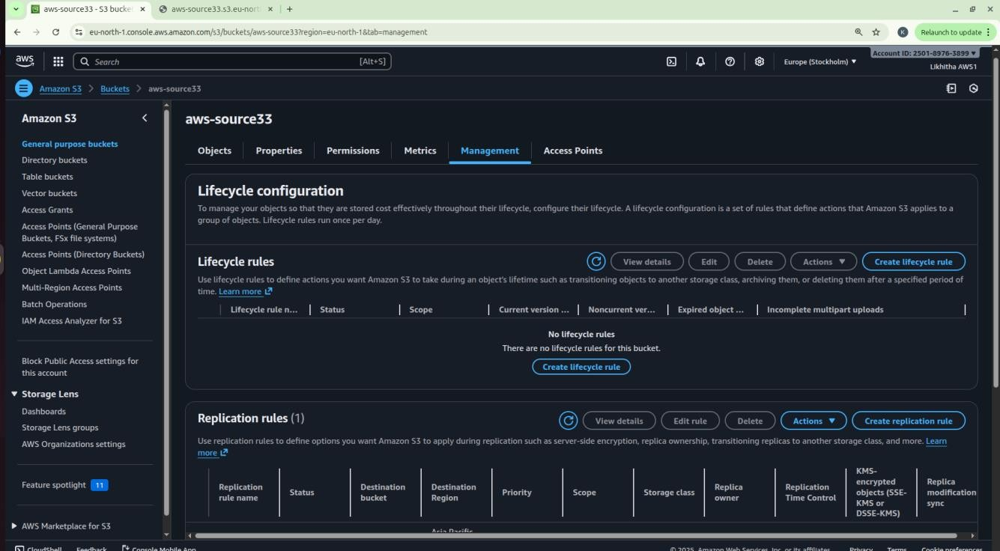 aws-source33 - S3 bucket
aws-source33.s3.eu-nort
eu-north-1.console.aws.amazon.com/s3/buckets/aws-source33?region=eu-north-1&tab=management
K
Relaunch to update
aws
Search
[Alt+S]
Europe (Stockholm)
Account ID: 2501-8976-3899
Likhitha AWS1
Amazon S3 > Buckets > aws-source33
Amazon S3
General purpose buckets
Directory buckets
Table buckets
Vector buckets
Access Grants
Access Points (General Purpose
Buckets, FSx file systems)
Access Points (Directory Buckets)
Object Lambda Access Points
Multi-Region Access Points
Batch Operations
IAM Access Analyzer for S3
Block Public Access settings for
this account
Storage Lens
Dashboards
Storage Lens groups
AWS Organizations settings
Feature spotlight 11
AWS Marketplace for S3
aws-source33
Objects Properties Permissions Metrics Management Access Points
Lifecycle configuration
To manage your objects so that they are stored cost effectively throughout their lifecycle, configure their lifecycle. A lifecycle configuration is a set of rules that define actions that Amazon S3 applies to a
group of objects. Lifecycle rules run once per day.
Lifecycle rules
View details Edit Delete Actions Create lifecycle rule
Use lifecycle rules to define actions you want Amazon S3 to take during an object's lifetime such as transitioning objects to another storage class, archiving them, or deleting them after a specified period of
time. Learn more
Lifecycle rule n... Status Scope Current version ... Noncurrent ver... Expired object ... Incomplete multipart uploads
No lifecycle rules
There are no lifecycle rules for this bucket.
Create lifecycle rule
Replication rules (1)
View details Edit rule Delete Actions Create replication rule
Use replication rules to define options you want Amazon S3 to apply during replication such as server-side encryption, replica ownership, transitioning replicas to another storage class, and more. Learn
more
Replication
rule name
Status
Destination
bucket
Destination
Region
Priority
Scope
Storage class
Replica
owner
Replication
Time Control
KMS-
encrypted
objects (SSE-
KMS or
DSSE-KMS)
Replica
modification
sync
Asia Pacific
CloudShell Feedback Console Mobile App
© 2025, Amazon Web Services, Inc. or its affiliates. Privacy Terms Cookie preferences